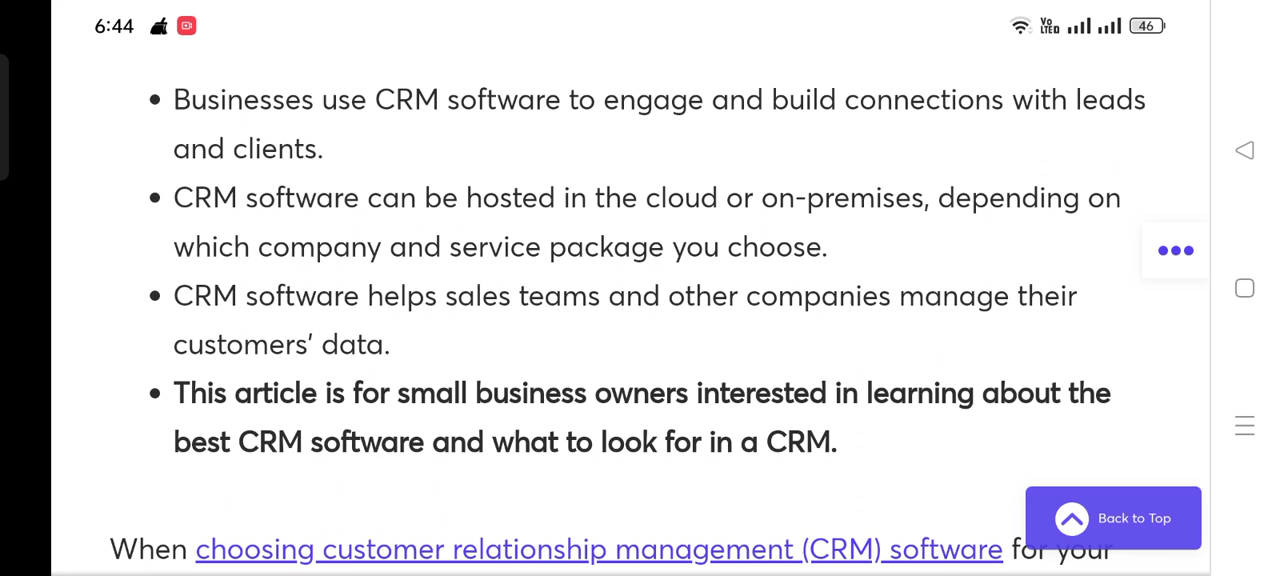 6:44 Vo LTED 46
• Businesses use CRM software to engage and build connections with leads
and clients.
• CRM software can be hosted in the cloud or on-premises, depending on
which company and service package you choose.
• CRM software helps sales teams and other companies manage their
customers' data.
• This article is for small business owners interested in learning about the
best CRM software and what to look for in a CRM.
Back to Top
When choosing customer relationship management (CRM) software for your